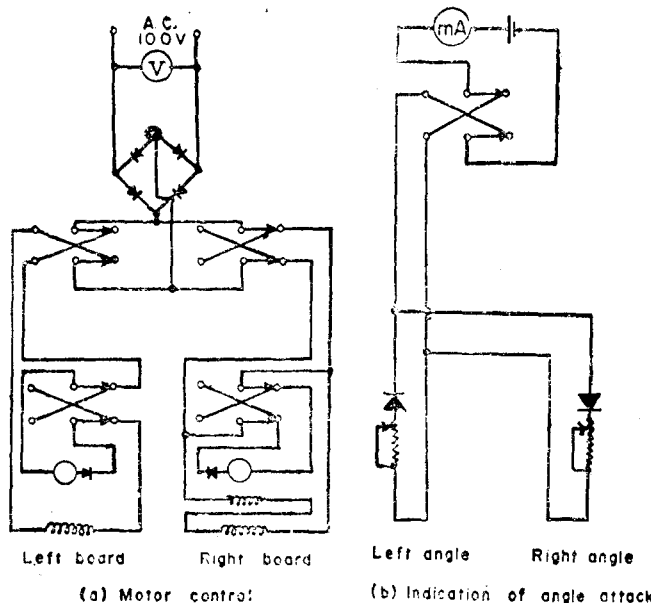 A.C.
100V
V
mA
Left board
Right board
(a) Motor control
Left angle
Right angle
(b) Indication of angle attack